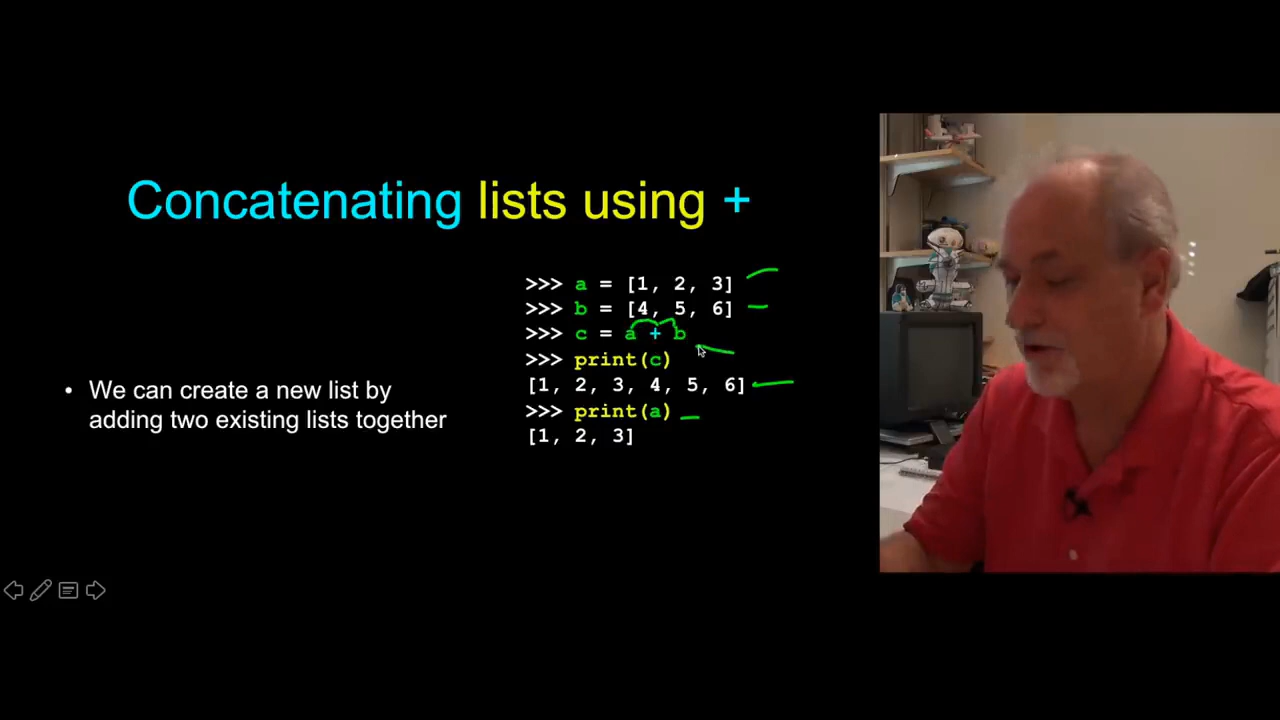 Concatenating lists using +
• We can create a new list by
adding two existing lists together
>>> a = [1, 2, 3]
>>> b = [4, 5, 6]
>>> c = a + b
>>> print(c)
[1, 2, 3, 4, 5, 6]
>>> print(a)
[1, 2, 3]